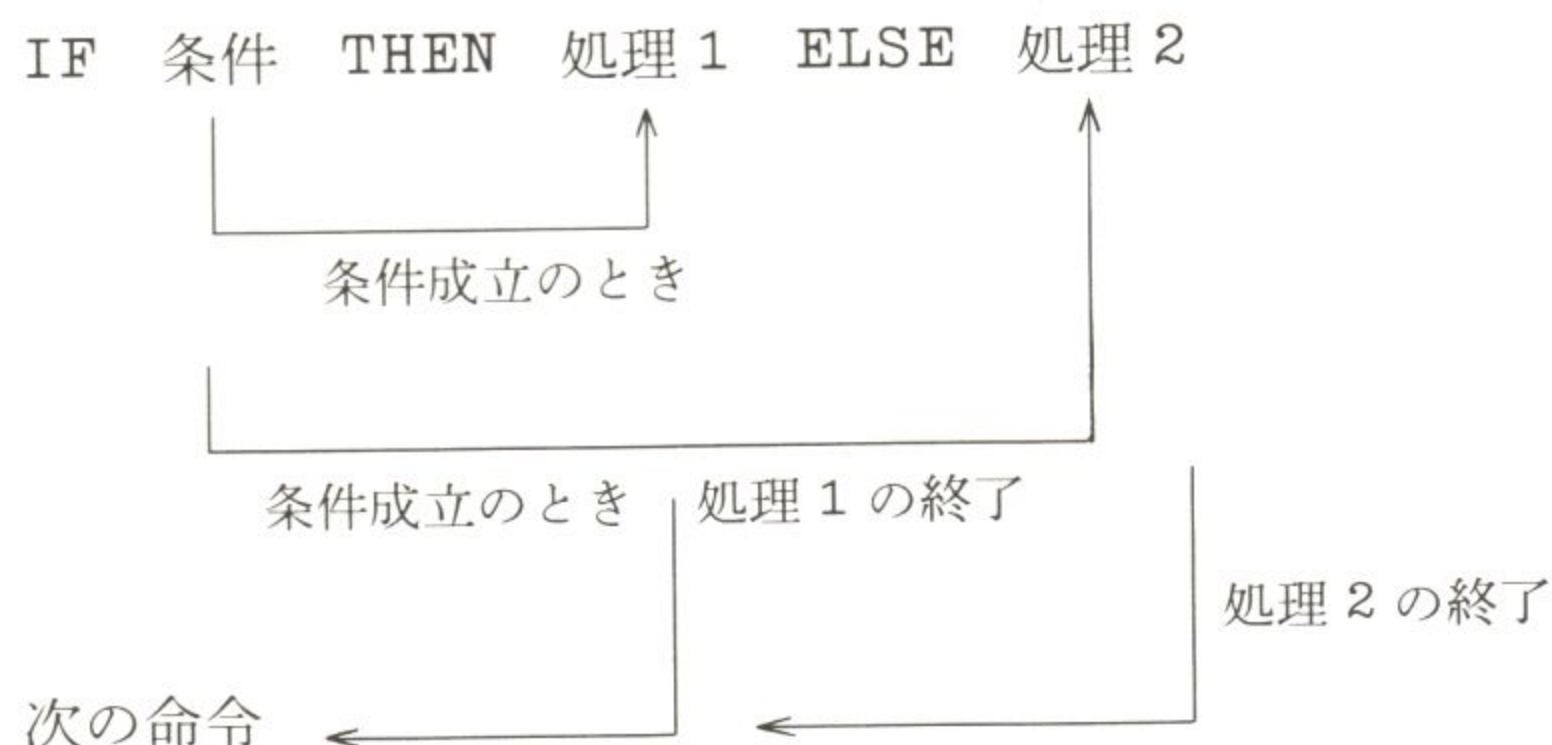 IF 条件 THEN 処理1 ELSE 処理2
条件成立のとき
条件成立のとき 処理1の終了
処理2の終了
次の命令